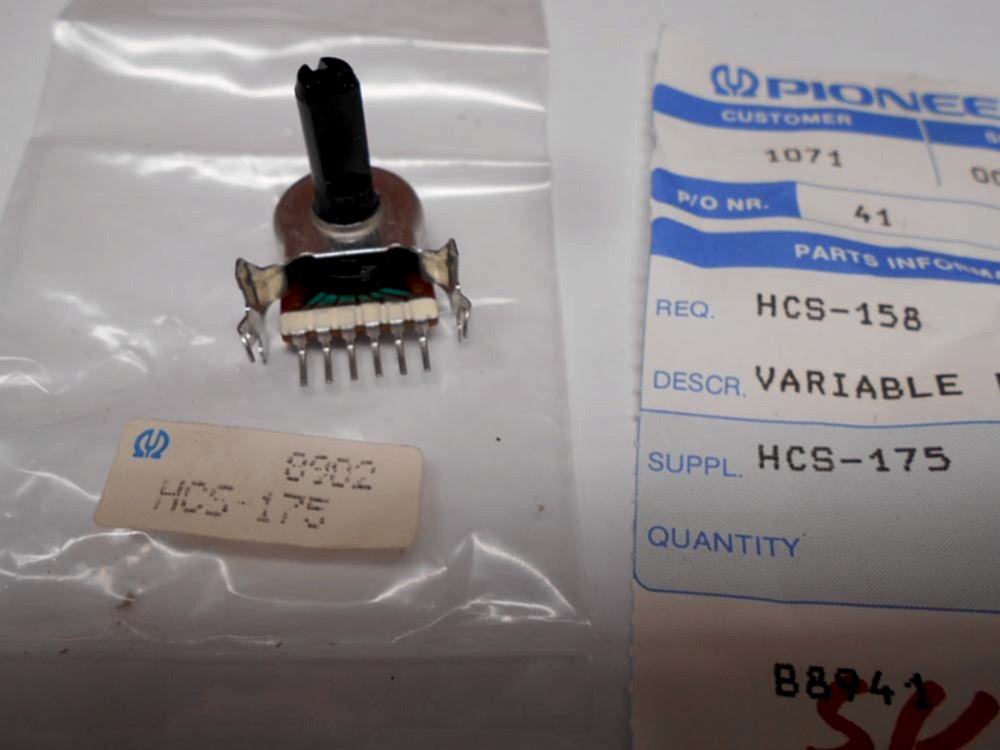 8902
HCS-175
PIONEE
CUSTOMER
1071
P/O NR.
41
PARTS INFORMA
REQ. HCS-158
DESCR. VARIABLE
SUPPL. HCS-175
QUANTITY
B8941